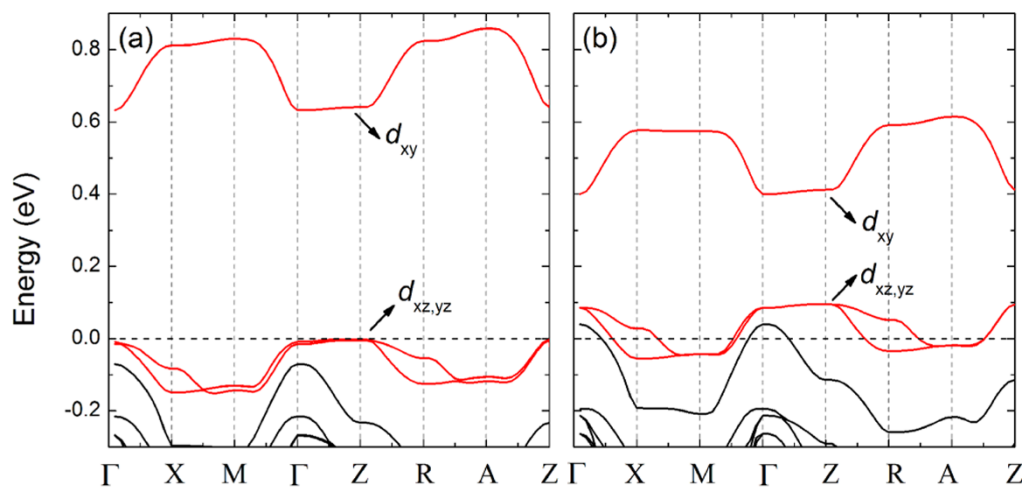 (a)
(b)
0.8
0.6
0.4
0.2
0.0
-0.2
Energy (eV)
dxy
dxz,yz
dxy
dxz,yz
Γ X M Γ Z R A Z
Γ X M Γ Z R A Z